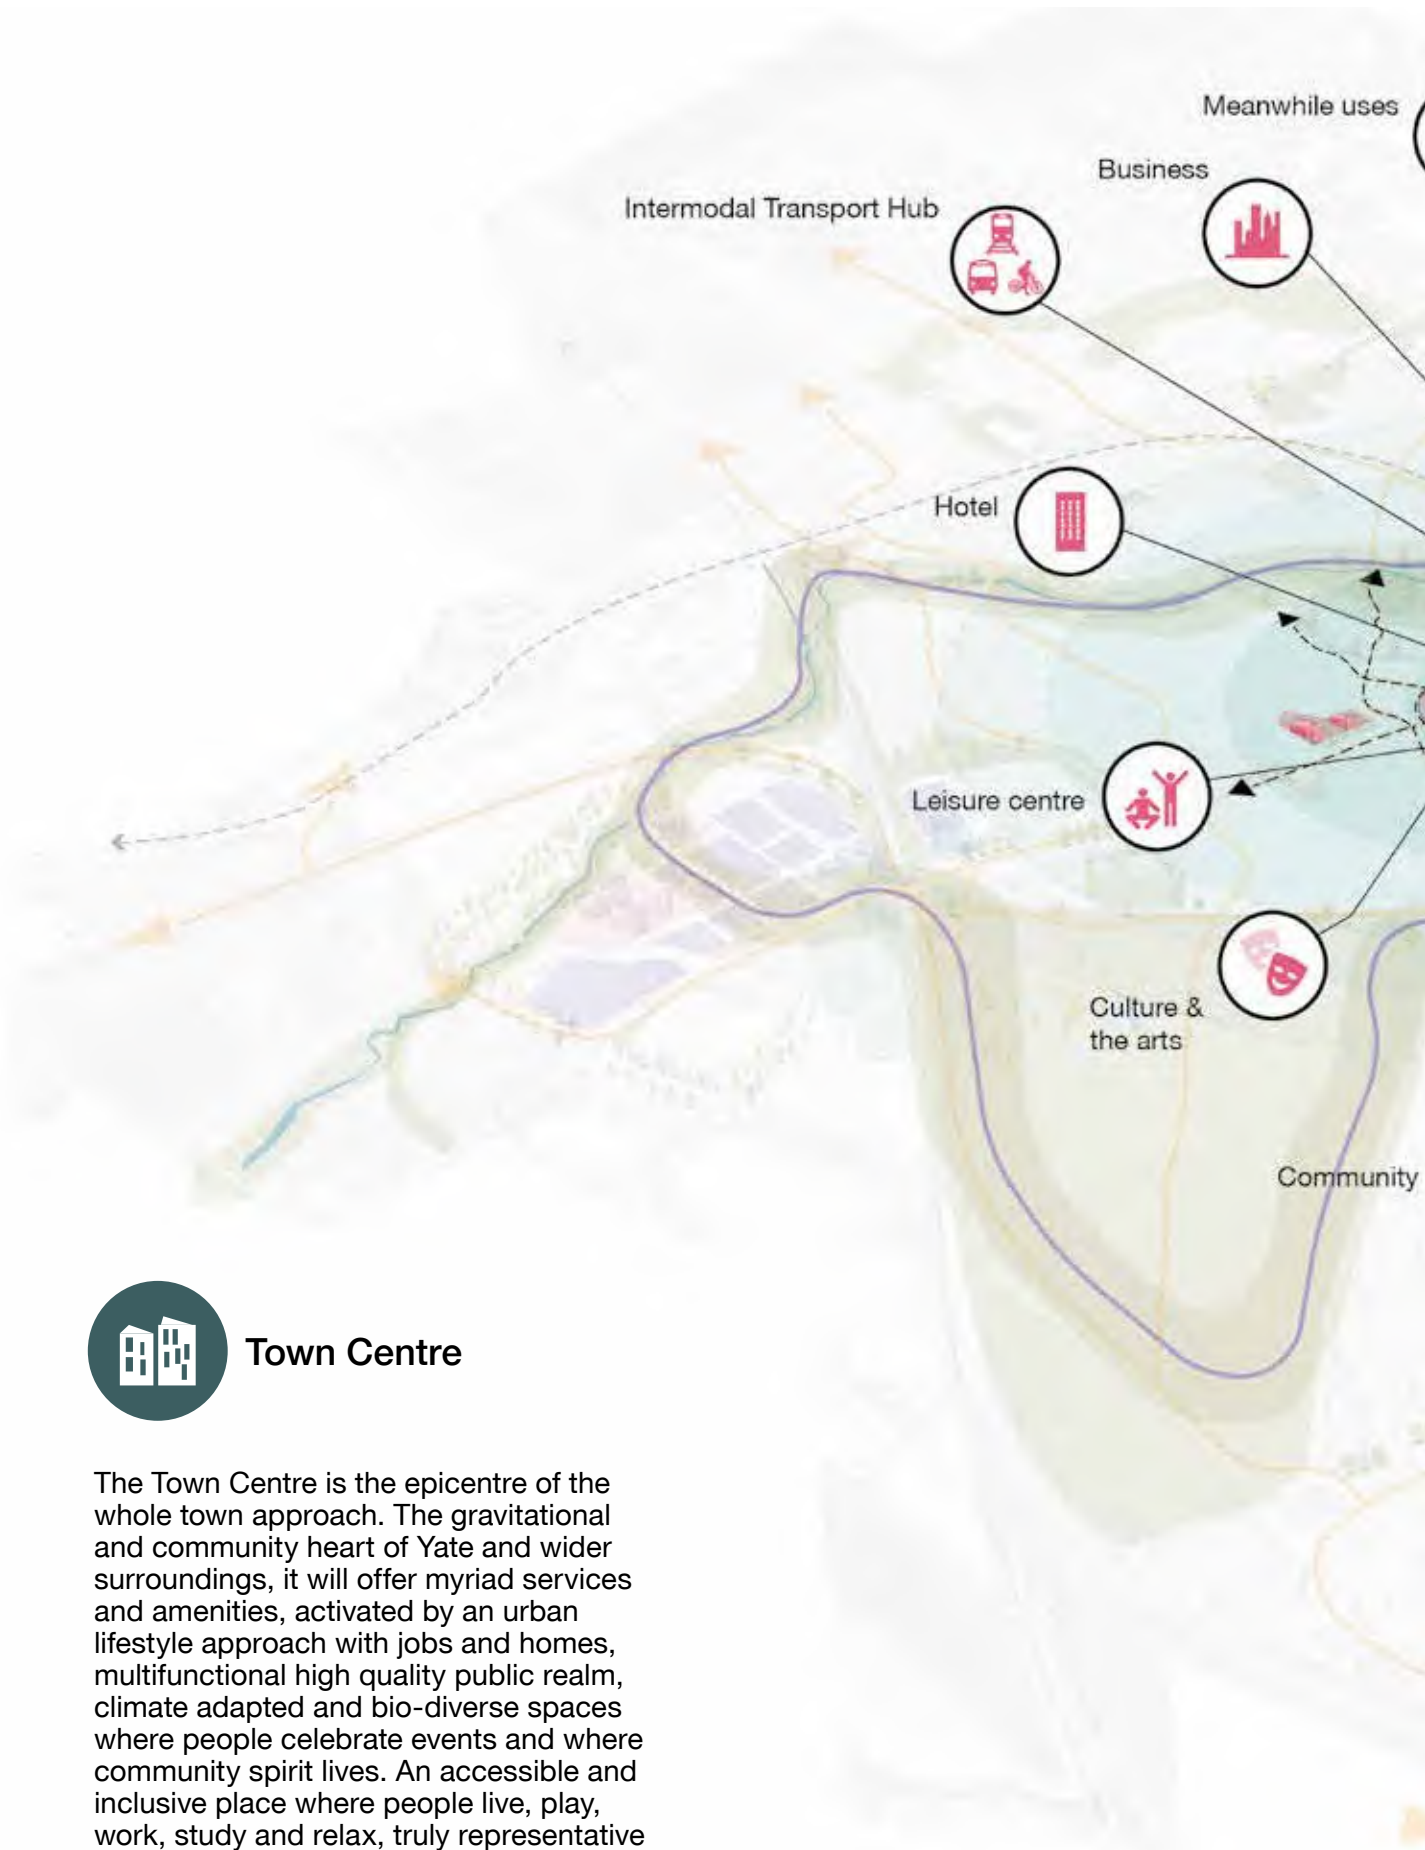 Meanwhile uses
Business
Intermodal Transport Hub
Hotel
Leisure centre
Culture &
the arts
Community
Town Centre
The Town Centre is the epicentre of the
whole town approach. The gravitational
and community heart of Yate and wider
surroundings, it will offer myriad services
and amenities, activated by an urban
lifestyle approach with jobs and homes,
multifunctional high quality public realm,
climate adapted and bio-diverse spaces
where people celebrate events and where
community spirit lives. An accessible and
inclusive place where people live, play,
work, study and relax, truly representative